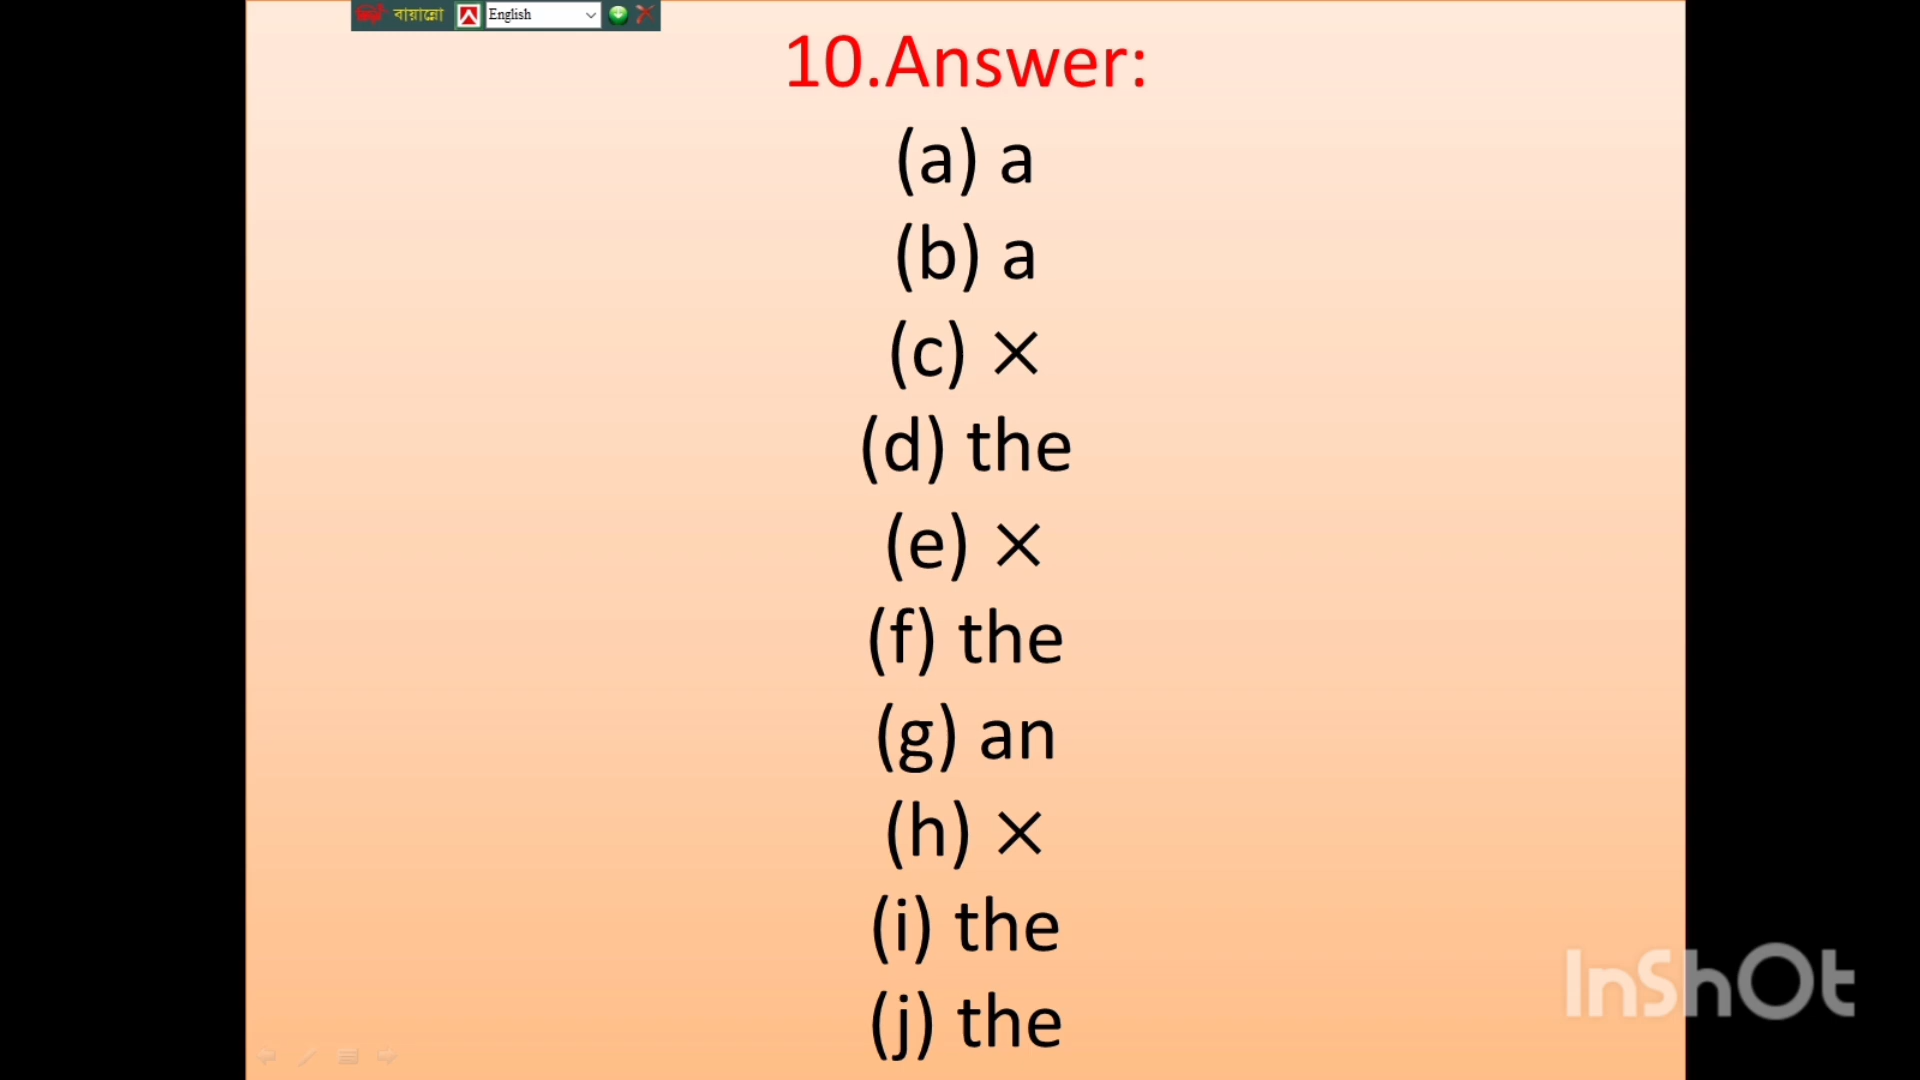 বায়ান্নো
English
10.Answer:
(a) a
(b) a
(c) ×
(d) the
(e) ×
(f) the
(g) an
(h) ×
(i) the
(j) the
InShOt